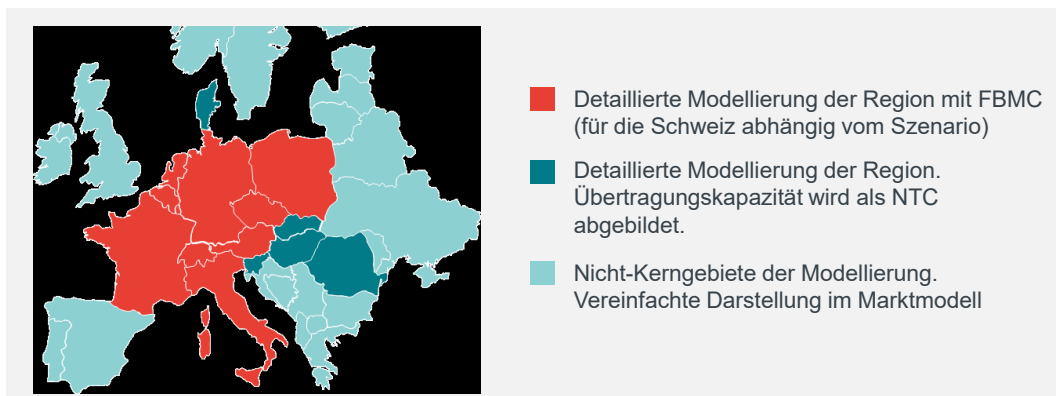 Detaillierte Modellierung der Region mit FBMC
(für die Schweiz abhängig vom Szenario)
Detaillierte Modellierung der Region.
Übertragungskapazität wird als NTC
abgebildet.
Nicht-Kerngebiete der Modellierung.
Vereinfachte Darstellung im Marktmodell